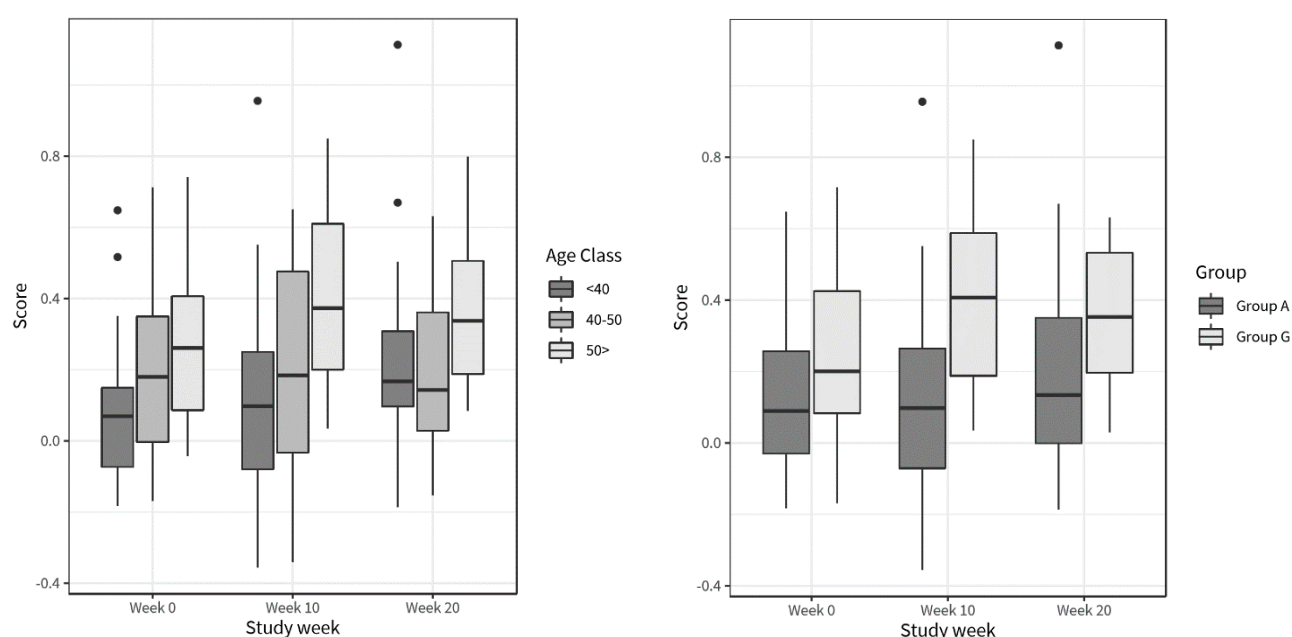 Score
0.8
0.4
0.0
-0.4
Week 0
Week 10
Week 20
Study week
Age Class
<40
40-50
50>
Score
0.8
0.4
0.0
-0.4
Week 0
Week 10
Week 20
Study week
Group
Group A
Group G